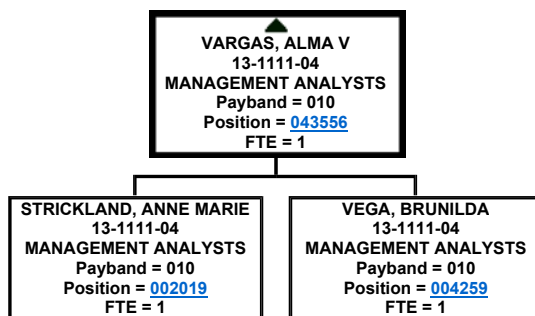 VARGAS, ALMA V
13-1111-04
MANAGEMENT ANALYSTS
Payband = 010
Position = 043556
FTE = 1
STRICKLAND, ANNE MARIE
13-1111-04
MANAGEMENT ANALYSTS
Payband = 010
Position = 002019
FTE = 1
VEGA, BRUNILDA
13-1111-04
MANAGEMENT ANALYSTS
Payband = 010
Position = 004259
FTE = 1